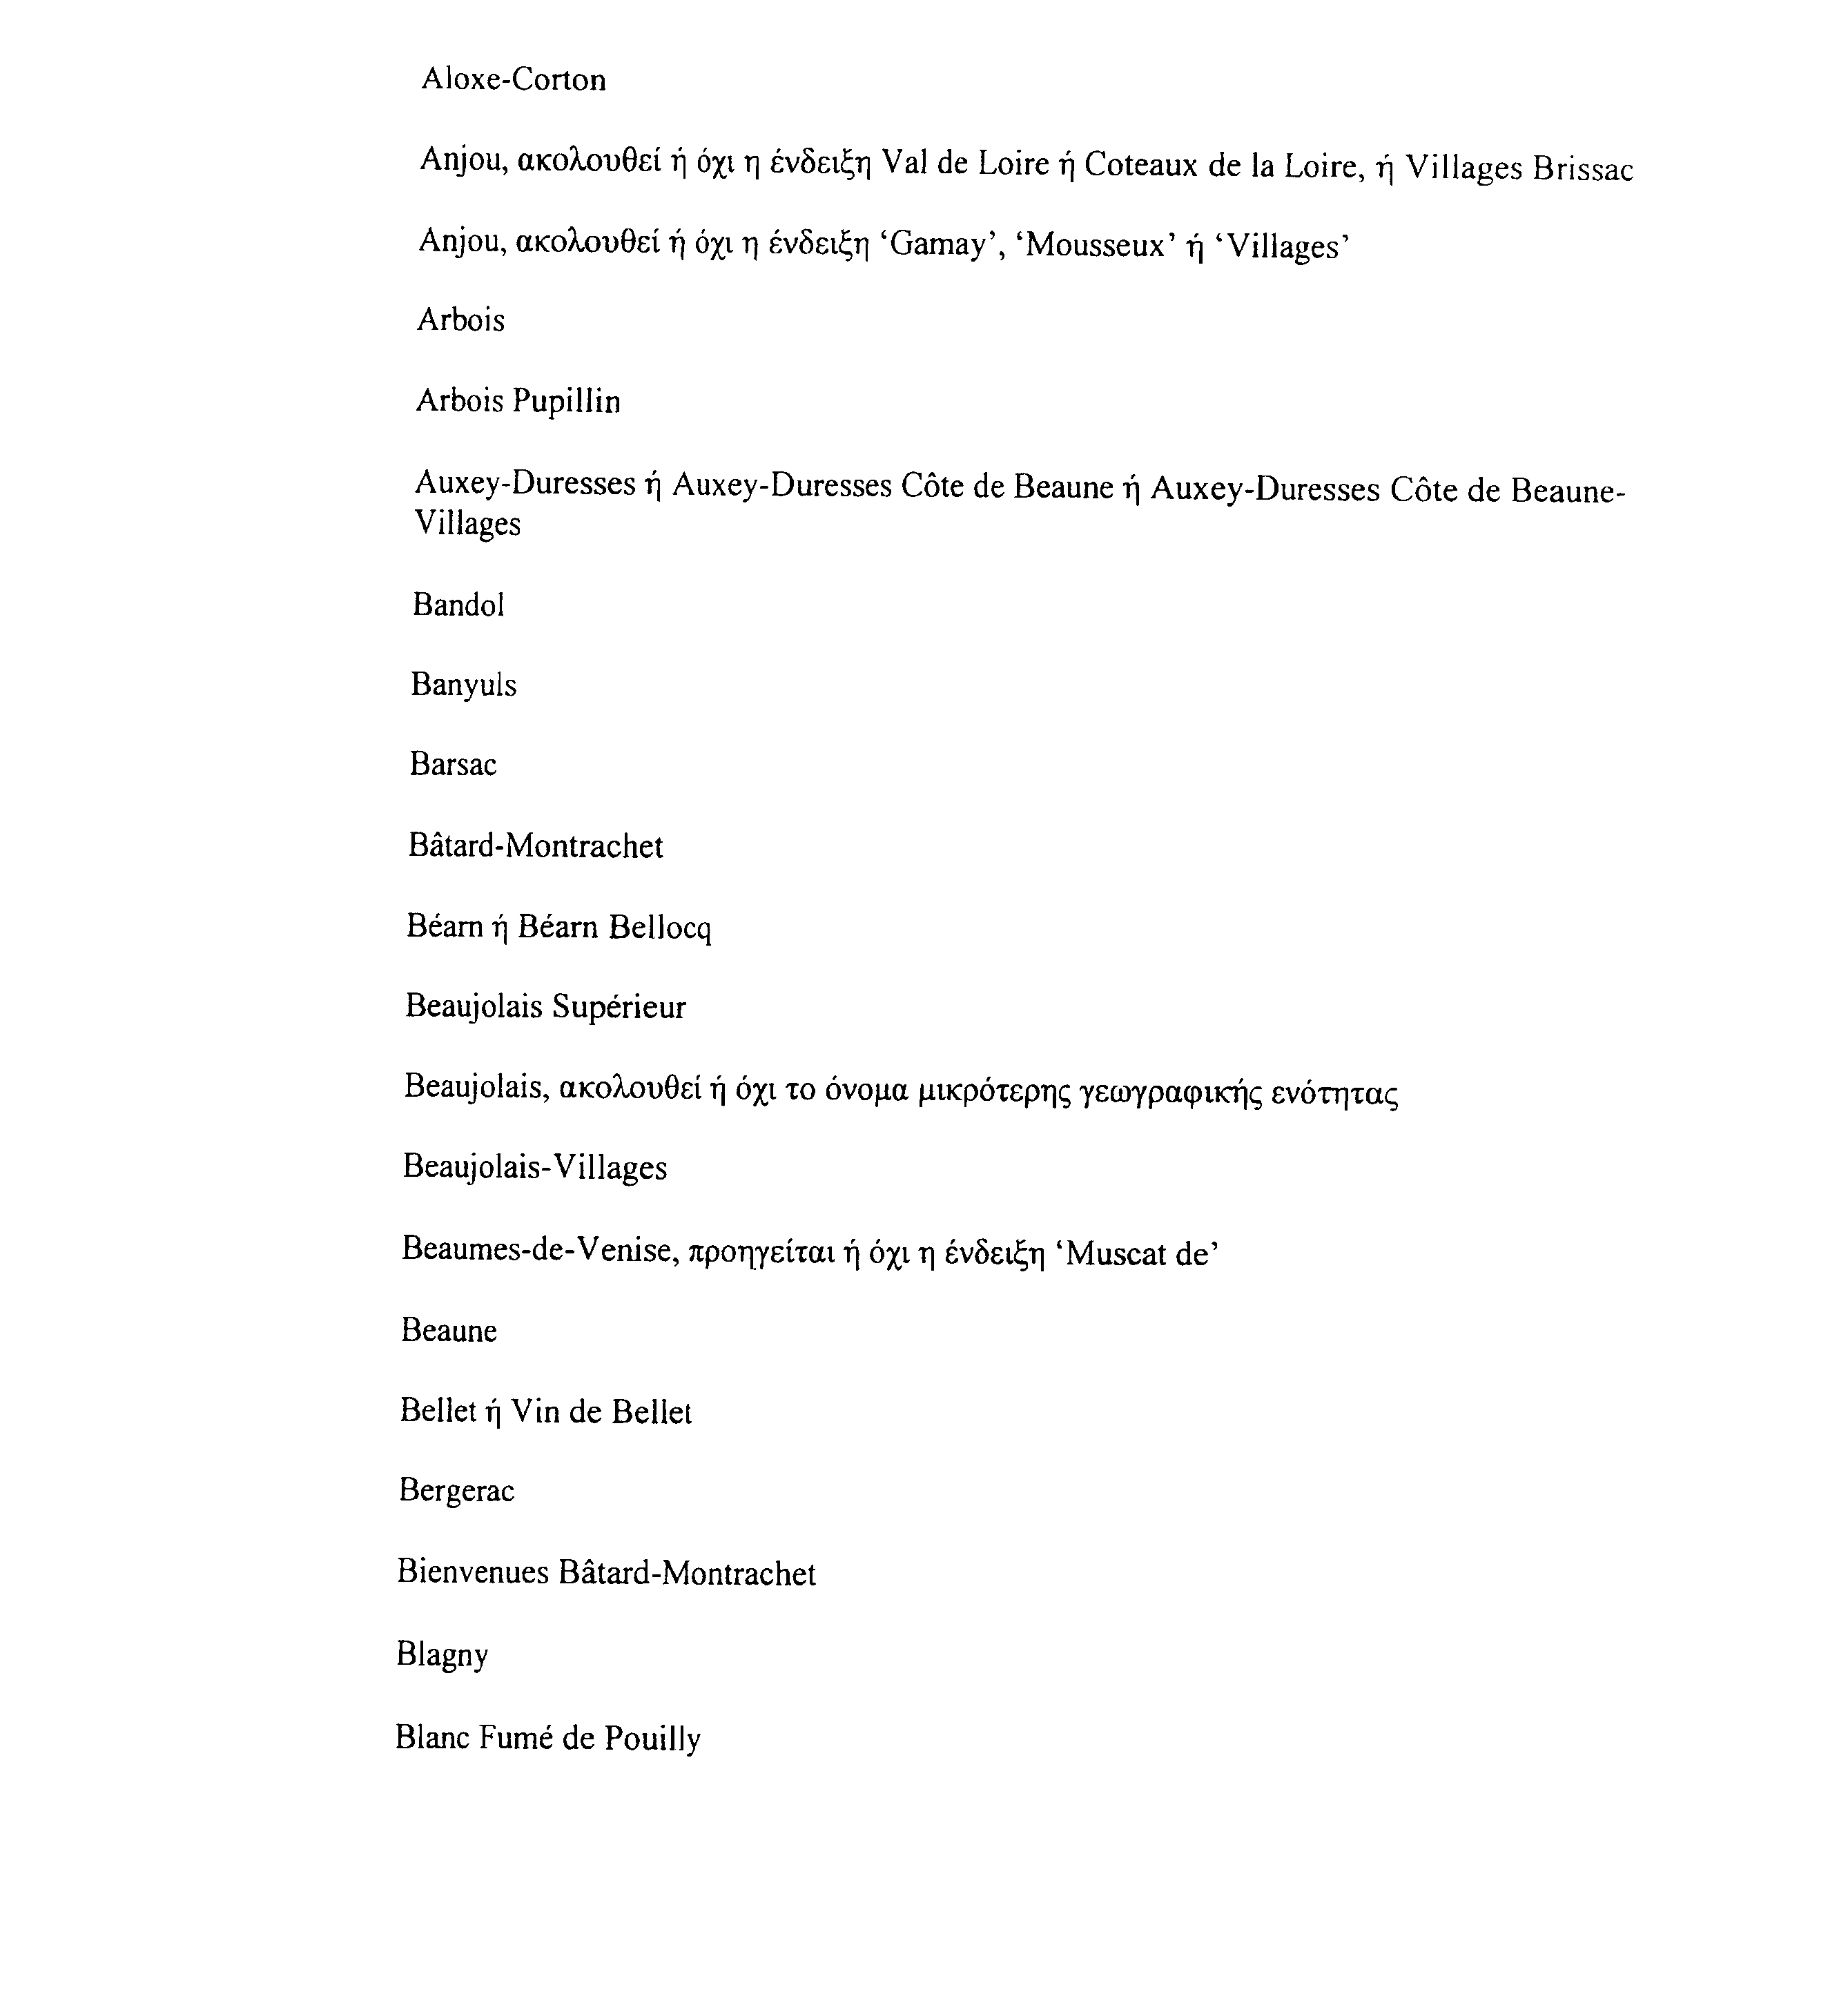 Aloxe-Corton
Anjou, ακολουθεί ή όχι η ένδειξη Val de Loire ή Coteaux de la Loire, ή Villages Brissac
Anjou, ακολουθεί ή όχι η ένδειξη ‘Gamay’, ‘Mousseux’ ή ‘Villages’
Arbois
Arbois Pupillin
Auxey-Duresses ή Auxey-Duresses Côte de Beaune ή Auxey-Duresses Côte de Beaune-
Villages
Bandol
Banyuls
Barsac
Bâtard-Montrachet
Béarn ή Béarn Bellocq
Beaujolais Supérieur
Beaujolais, ακολουθεί ή όχι το όνομα μικρότερης γεωγραφικής ενότητας
Beaujolais-Villages
Beaumes-de-Venise, προηγείται ή όχι η ένδειξη ‘Muscat de’
Beaune
Bellet ή Vin de Bellet
Bergerac
Bienvenues Bâtard-Montrachet
Blagny
Blanc Fumé de Pouilly